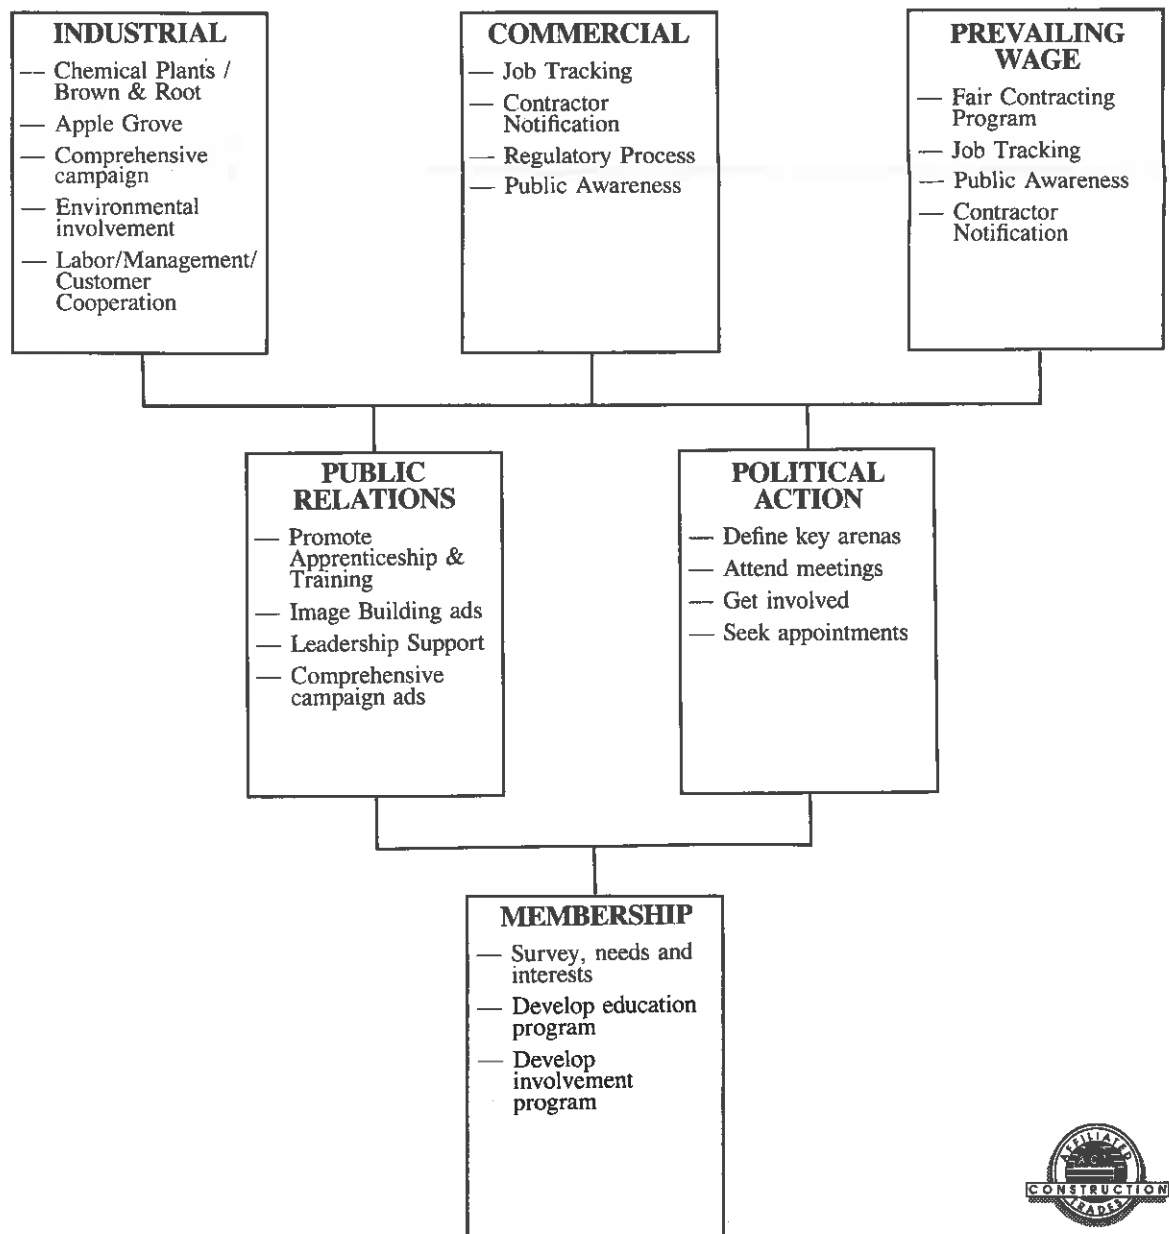 INDUSTRIAL
— Chemical Plants /
Brown & Root
— Apple Grove
— Comprehensive
campaign
— Environmental
involvement
— Labor/Management/
Customer
Cooperation
COMMERCIAL
— Job Tracking
— Contractor
Notification
— Regulatory Process
— Public Awareness
PREVAILING
WAGE
— Fair Contracting
Program
— Job Tracking
— Public Awareness
— Contractor
Notification
PUBLIC
RELATIONS
— Promote
Apprenticeship &
Training
— Image Building ads
— Leadership Support
— Comprehensive
campaign ads
POLITICAL
ACTION
— Define key arenas
— Attend meetings
— Get involved
— Seek appointments
MEMBERSHIP
— Survey, needs and
interests
— Develop education
program
— Develop
involvement
program
AFFILIATED
CONSTRUCTION
TRADES